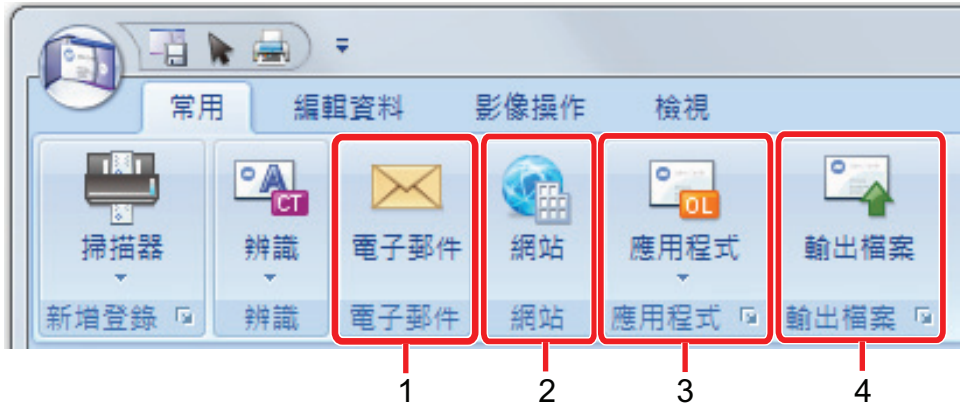 常用 編輯資料 影像操作 檢視
CT
OL
掃描器 辨識 電子郵件 網站 應用程式 輸出檔案
新增登錄 辨識 電子郵件 網站 應用程式 輸出檔案
1 2 3 4